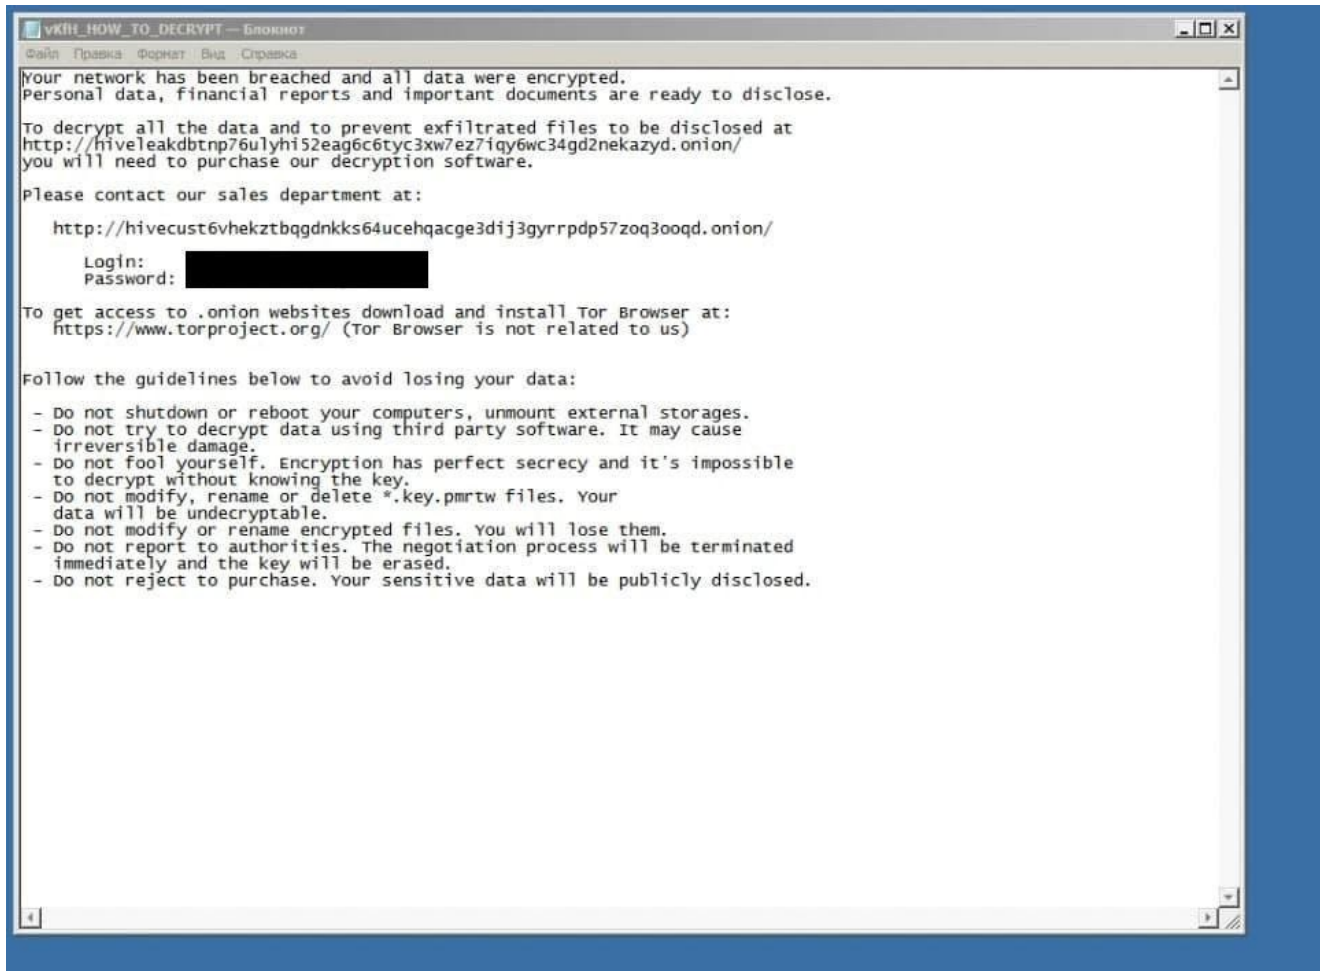 vKfH_HOW_TO_DECRYPT — Блокнот
Файл Правка Формат Вид Справка
Your network has been breached and all data were encrypted.
Personal data, financial reports and important documents are ready to disclose.
To decrypt all the data and to prevent exfiltrated files to be disclosed at
http://hiveleakdbtnp76ulyhi52eag6c6tyc3xw7ez7iqy6wc34gd2nekazyd.onion/
you will need to purchase our decryption software.
Please contact our sales department at:
http://hivecust6vhekztbqgdnkks64ucehqacge3dij3gyrrpdp57zoq3ooqd.onion/
Login:
Password:
To get access to .onion websites download and install Tor Browser at:
https://www.torproject.org/ (Tor Browser is not related to us)
Follow the guidelines below to avoid losing your data:
- Do not shutdown or reboot your computers, unmount external storages.
- Do not try to decrypt data using third party software. It may cause
irreversible damage.
- Do not fool yourself. Encryption has perfect secrecy and it's impossible
to decrypt without knowing the key.
- Do not modify, rename or delete *.key.pmrtw files. Your
data will be undecryptable.
- Do not modify or rename encrypted files. You will lose them.
- Do not report to authorities. The negotiation process will be terminated
immediately and the key will be erased.
- Do not reject to purchase. Your sensitive data will be publicly disclosed.